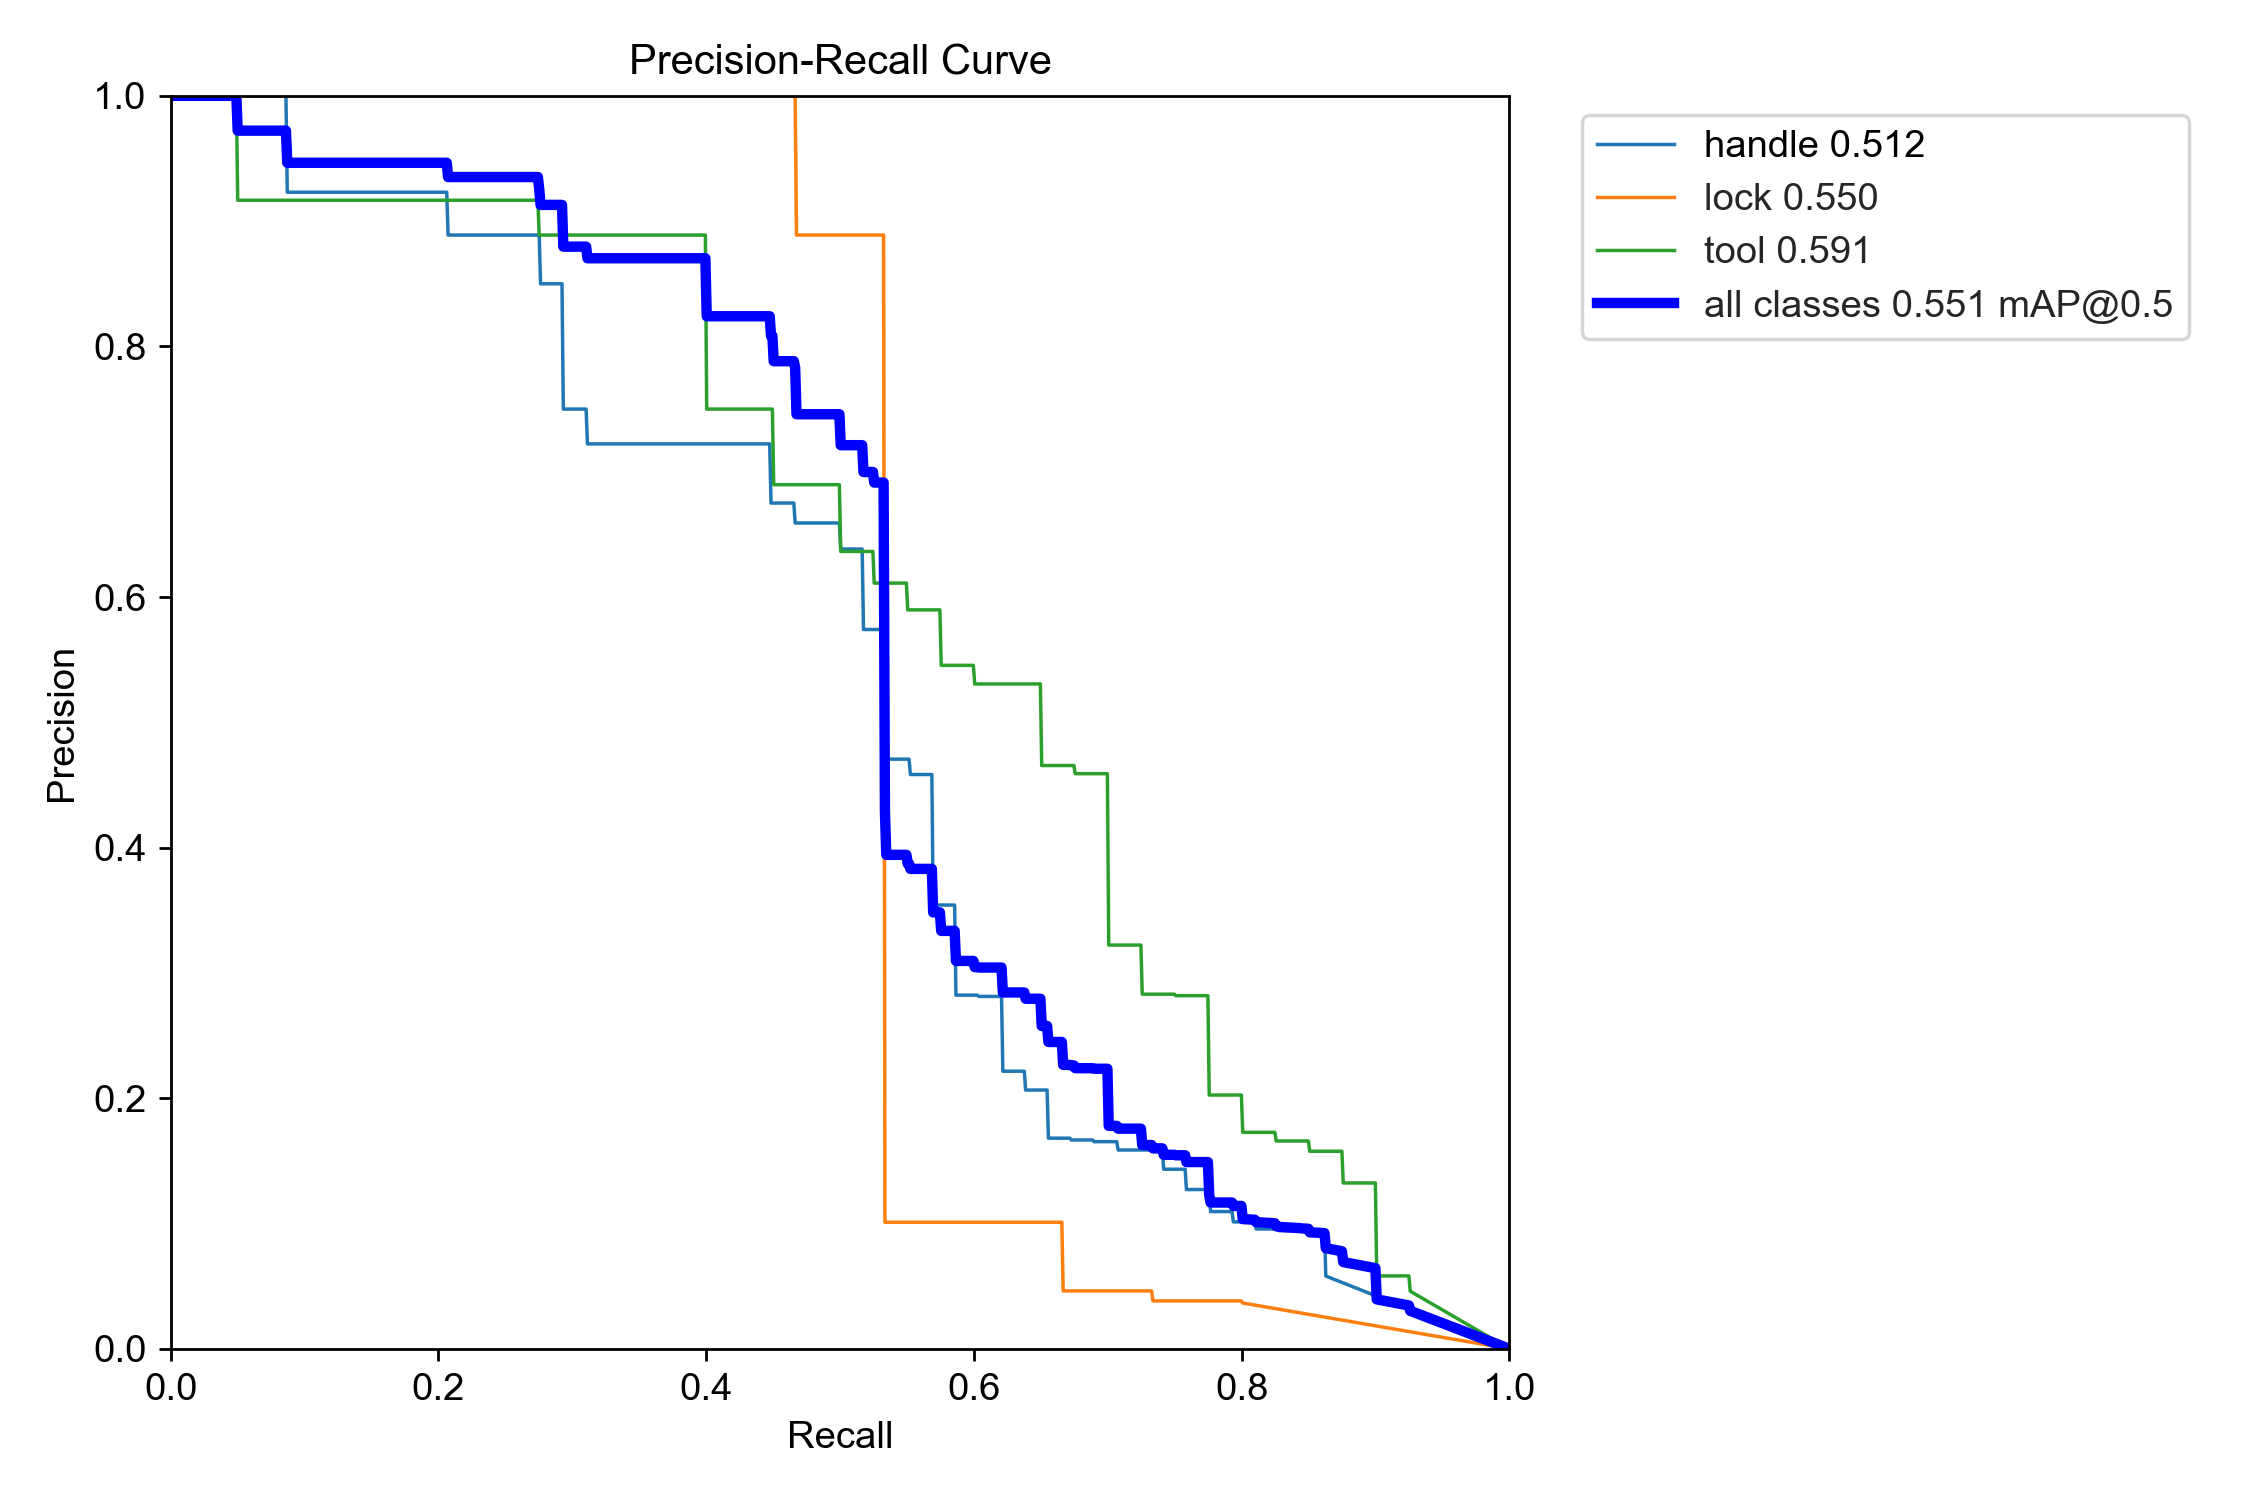 Precision-Recall Curve
1.0
0.8
0.6
0.4
0.2
0.0
Precision
0.0 0.2 0.4 0.6 0.8 1.0
Recall
handle 0.512
lock 0.550
tool 0.591
all classes 0.551 mAP@0.5